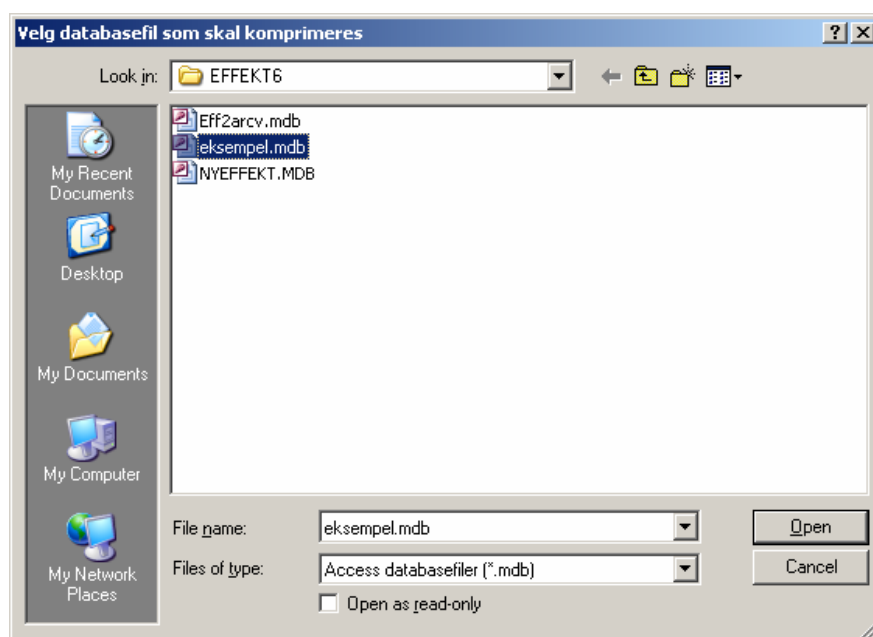 Velg databasefil som skal komprimeres
Look in: EFFEKT6
Eff2arcv.mdb
eksempel.mdb
NYEFFEKT.MDB
My Recent
Documents
Desktop
My Documents
My Computer
My Network
Places
File name: eksempel.mdb Open
Files of type: Access databasefiler (*.mdb) Cancel
Open as read-only